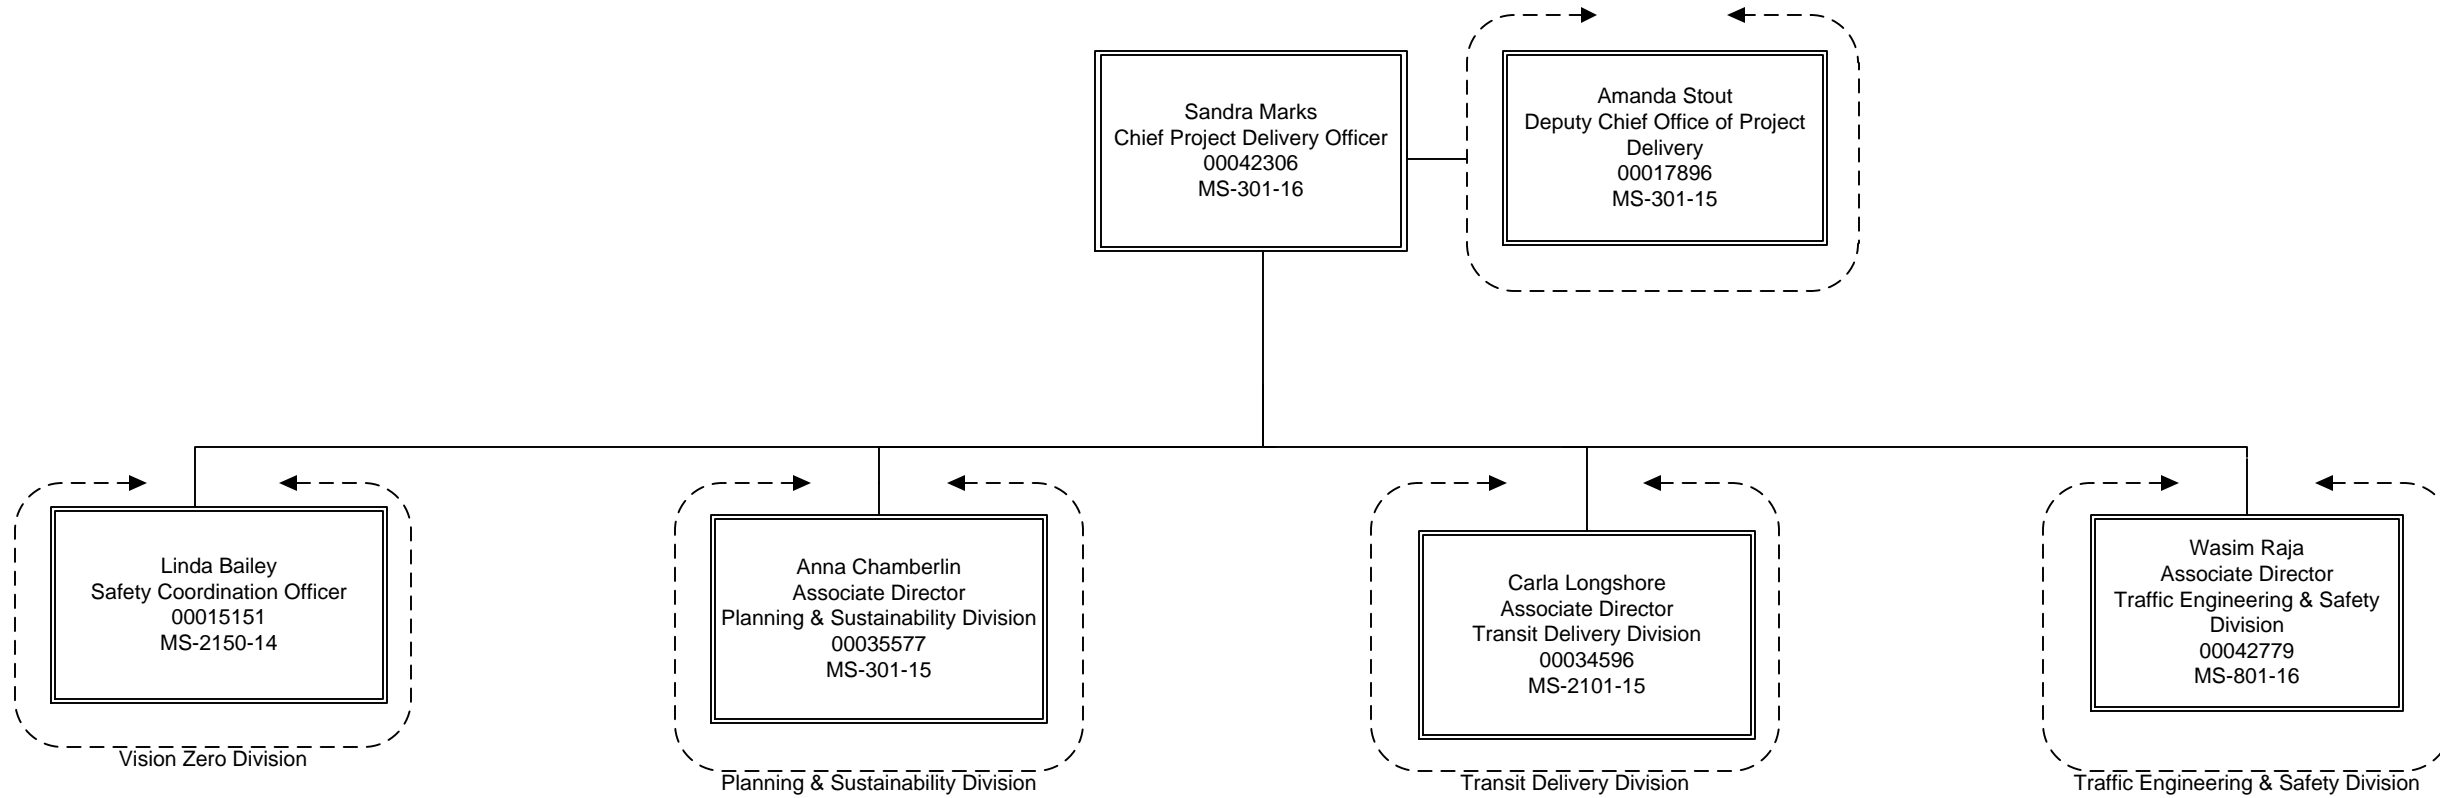 Sandra Marks
Chief Project Delivery Officer
00042306
MS-301-16
Amanda Stout
Deputy Chief Office of Project
Delivery
00017896
MS-301-15
Linda Bailey
Safety Coordination Officer
00015151
MS-2150-14
Vision Zero Division
Anna Chamberlin
Associate Director
Planning & Sustainability Division
00035577
MS-301-15
Planning & Sustainability Division
Carla Longshore
Associate Director
Transit Delivery Division
00034596
MS-2101-15
Transit Delivery Division
Wasim Raja
Associate Director
Traffic Engineering & Safety
Division
00042779
MS-801-16
Traffic Engineering & Safety Division